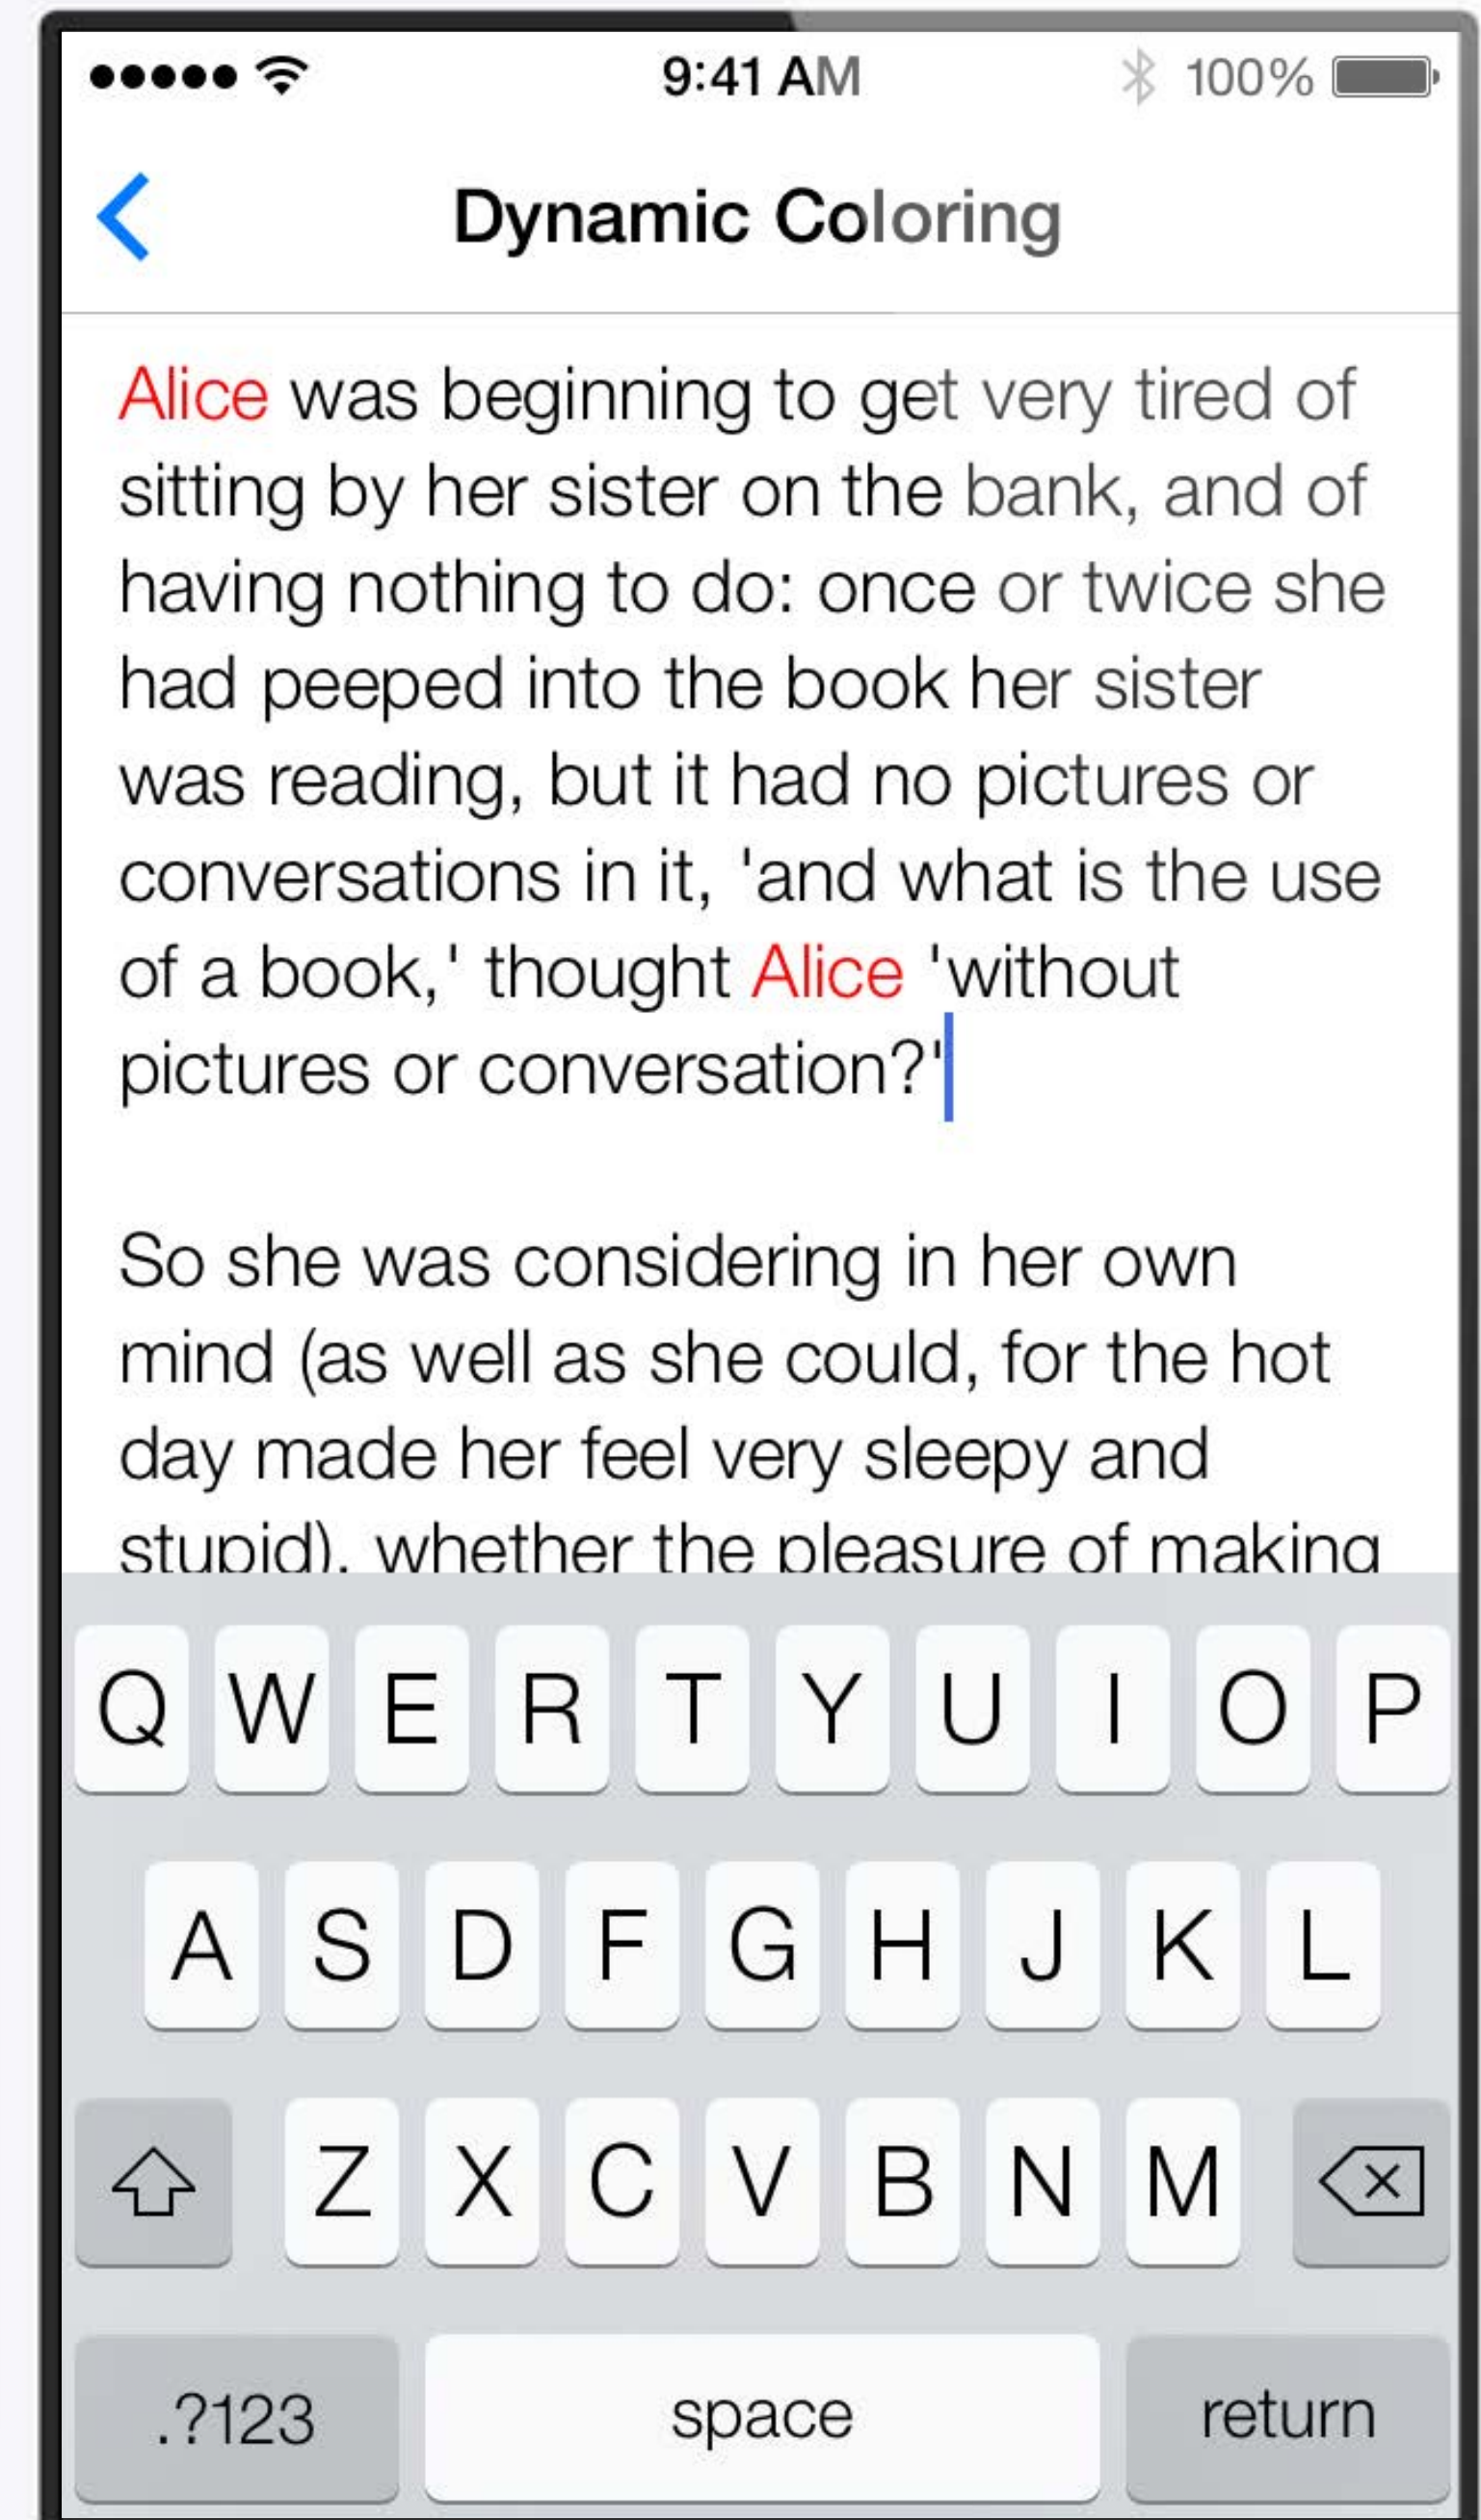 9:41 AM 100%
Dynamic Coloring
Alice was beginning to get very tired of
sitting by her sister on the bank, and of
having nothing to do: once or twice she
had peeped into the book her sister
was reading, but it had no pictures or
conversations in it, 'and what is the use
of a book,' thought Alice 'without
pictures or conversation?'
So she was considering in her own
mind (as well as she could, for the hot
day made her feel very sleepy and
stupid), whether the pleasure of making
Q W E R T Y U I O P
A S D F G H J K L
Z X C V B N M
.?123 space return